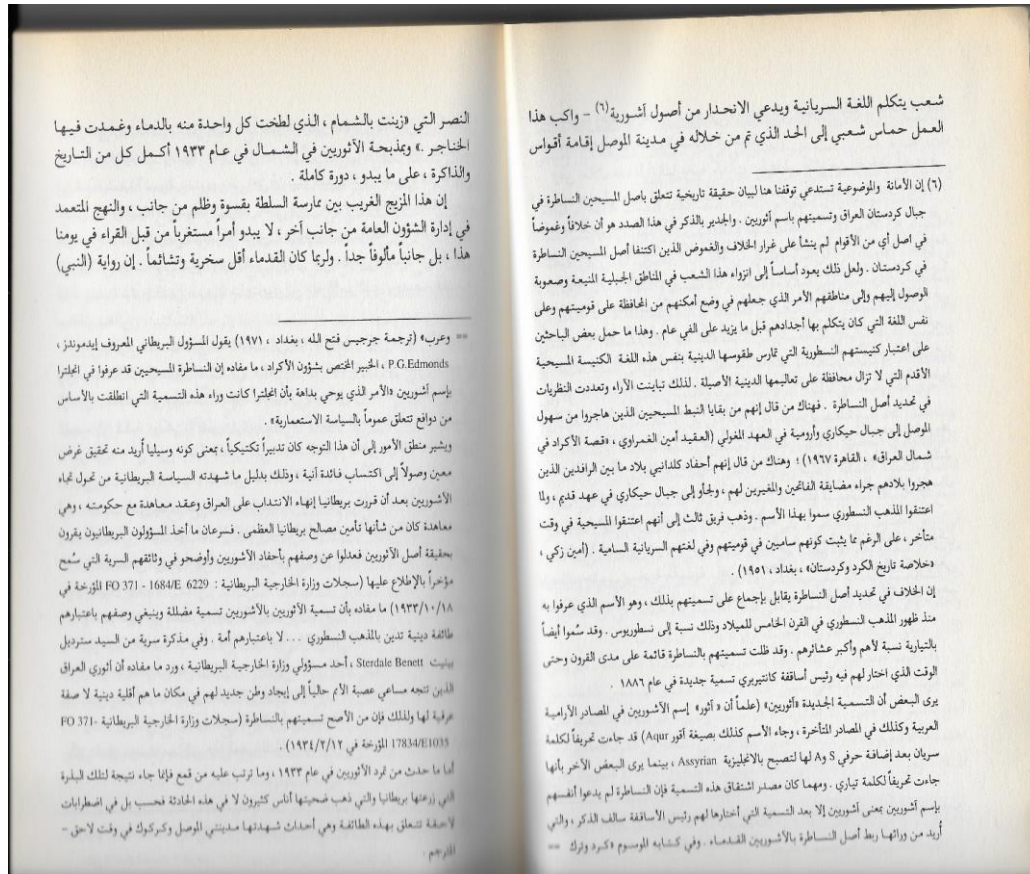 شعب يتكلم اللغة السريانية ويدعي الانحدار من أصول آشورية(٦) - واكب هذا
العمل حماس شعبي إلى الحد الذي تم من خلاله في مدينة الموصل إقامة أقواس
(٦) إن الأمانة والموضوعية تستدعي توقفنا هنا لبيان حقيقة تاريخية تتعلق باصل المسيحين النساطرة في
جبال كردستان العراق وتسميتهم باسم آثوريين . والجدير بالذكر في هذا الصدد هو أن خلافاً وغموضاً
في اصل أي من الأقوام لم ينشأ على غرار الخلاف والغموض الذين اكتنفا أصل المسيحيين النساطرة
في كردستان . ولعل ذلك يعود أساساً إلى انزواء هذا الشعب في المناطق الجبلية المنيعة وصعوبة
الوصول إليهم وإلى مناطقهم الأمر الذي جعلهم في وضع أمكنهم من المحافظة على قوميتهم وعلى
نفس اللغة التي كان يتكلم بها أجدادهم قبل ما يزيد على الفي عام . وهذا ما حمل بعض الباحثين
على اعتبار كنيستهم النسطورية التي تمارس طقوسها الدينية بنفس هذه اللغة الكنيسة المسيحية
الأقدم التي لا تزال محافظة على تعاليمها الدينية الأصيلة . لذلك تباينت الآراء وتعددت النظريات
في تحديد أصل النساطرة . فهناك من قال إنهم من بقايا النبط المسيحيين الذين هاجروا من سهول
الموصل إلى جبال حيكاري وأرومية في العهد المغولي (العقيد أمين الغمراوي ، «قصة الأكراد في
شمال العراق» ، القاهرة ١٩٦٧) ؛ وهناك من قال إنهم أحفاد كلدانيي بلاد ما بين الرافدين الذين
هجروا بلادهم جراء مضايقة الفاتحين والمغيرين لهم ، ولجأو إلى جبال حيكاري في عهد قديم ، ولما
اعتنقوا المذهب النسطوري سموا بهذا الأسم . وذهب فريق ثالث إلى أنهم اعتنقوا المسيحية في وقت
متأخر ، على الرغم مما يثبت كونهم ساميين في قوميتهم وفي لغتهم السريانية السامية . (أمين زكي ،
«خلاصة تاريخ الكرد وكردستان» ، بغداد ، ١٩٥١) .
إن الخلاف في تحديد أصل النساطرة يقابل بإجماع على تسميتهم بذلك ، وهو الأسم الذي عرفوا به
منذ ظهور المذهب النسطوري في القرن الخامس للميلاد وذلك نسبة إلى نسطوريوس . وقد سُموا أيضاً
بالتيارية نسبة لأهم وأكبر عشائرهم . وقد ظلت تسميتهم بالنساطرة قائمة على مدى القرون وحتى
الوقت الذي اختار لهم فيه رئيس أساقفة كانتيربري تسمية جديدة في عام ١٨٨٦ .
يرى البعض أن التسمية الجديدة «آثوريين» (علماً أن « آثور» إسم الآشوريين في المصادر الآرامية
العربية وكذلك في المصادر المتأخرة ، وجاء الأسم كذلك بصيغة آقور Aqur) قد جاءت تحريفاً لكلمة
سريان بعد إضافة حرفي S و A لها لتصبح بالانجليزية Assyrian ، بينما يرى البعض الآخر بأنها
جاءت تحريفاً لكلمة تياري . ومهما كان مصدر اشتقاق هذه التسمية فإن النساطرة لم يدعوا أنفسهم
بإسم آشوريين بمعنى آشوريين إلا بعد التسمية التي أختارها لهم رئيس الأساقفة سالف الذكر ، والتي
أُريد من ورائها ربط أصل النساطرة بالآشوريين القدماء . وفي كتابه الموسوم «كرد وترك ==
النصر التي «زينت بالشمام ، الذي لطخت كل واحدة منه بالدماء وغمدت فيها
الخناجر .» وبمذبحة الآثوريين في الشمال في عام ١٩٣٣ أكمل كل من التاريخ
والذاكرة ، على ما يبدو ، دورة كاملة .
إن هذا المزيج الغريب بين ممارسة السلطة بقسوة وظلم من جانب ، والنهج المتعمد
في إدارة الشؤون العامة من جانب آخر ، لا يبدو أمراً مستغرباً من قبل القراء في يومنا
هذا ، بل جانباً مألوفاً جداً . ولربما كان القدماء أقل سخرية وتشائماً . إن رواية (النبي)
== وعرب» (ترجمة جرجيس فتح الله ، بغداد ، ١٩٧١) يقول المسؤول البريطاني المعروف إيدموندز ،
P.G.Edmonds ، الخبير المختص بشؤون الأكراد ، ما مفاده إن النساطرة المسيحيين قد عرفوا في انجلترا
بإسم آشوريين «الأمر الذي يوحي بداهة بأن انجلترا كانت وراء هذه التسمية التي انطلقت بالأساس
من دوافع تتعلق عموماً بالسياسة الاستعمارية» .
ويشير منطق الأمور إلى أن هذا التوجه كان تدبيراً تكتيكياً ، بمعنى كونه وسيليا أريد منه تحقيق غرض
معين وصولاً إلى اكتساب فائدة آنية ، وذلك بدليل ما شهدته السياسة البريطانية من تحول تجاه
الآشوريين بعد أن قررت بريطانيا إنهاء الانتداب على العراق وعقد معاهدة مع حكومته ، وهي
معاهدة كان من شأنها تأمين مصالح بريطانيا العظمى . فسرعان ما أخذ المسؤولون البريطانيون يقرون
بحقيقة أصل الآثوريين فعدلوا عن وصفهم بأحفاد الآشوريين وأوضحو في وثائقهم السرية التي سُمح
مؤخراً بالإطلاع عليها (سجلات وزارة الخارجية البريطانية : FO 371 - 1684/E 6229 المؤرخة في
١٩٣٣/١٠/١٨) ما مفاده بأن تسمية الآثوريين بالآشوريين تسمية مضللة وينبغي وصفهم باعتبارهم
طائفة دينية تدين بالمذهب النسطوري ... لا باعتبارهم أمة . وفي مذكرة سرية من السيد ستردیل
بينيت Sterdale Benett ، أحد مسؤولي وزارة الخارجية البريطانية ، ورد ما مفاده أن آثوري العراق
الذين تتجه مساعي عصبة الأمم حالياً إلى إيجاد وطن جديد لهم في مكان ما هم أقلية دينية لا صفة
عرقية لها ولذلك فإن من الأصح تسميتهم بالنساطرة (سجلات وزارة الخارجية البريطانية FO 371-
17834/E1035 المؤرخة في ١٩٣٤/٢/١٢) .
أما ما حدث من تمرد الآثوريين في عام ١٩٣٣ ، وما ترتب عليه من قمع فإنما جاء نتيجة لتلك البذرة
التي زرعتها بريطانيا والتي ذهب ضحيتها أناس كثيرون لا في هذه الحادثة فحسب بل في اضطرابات
لاحقة تتعلق بهذه الطائفة وهي أحداث شهدتها مدينتي الموصل وكركوك في وقت لاحق -
المترجم .